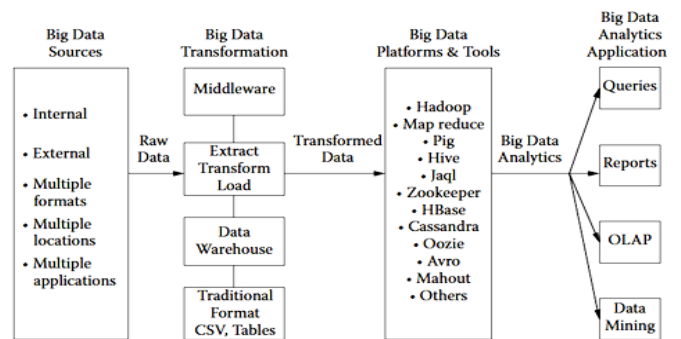 Big Data
Sources
• Internal
• External
• Multiple
formats
• Multiple
locations
• Multiple
applications
Raw
Data
Big Data
Transformation
Middleware
Extract
Transform
Load
Data
Warehouse
Traditional
Format
CSV, Tables
Transformed
Data
Big Data
Platforms & Tools
• Hadoop
• Map reduce
• Pig
• Hive
• Jaql
• Zookeeper
• HBase
• Cassandra
• Oozie
• Avro
• Mahout
• Others
Big Data
Analytics
Big Data
Analytics
Application
Queries
Reports
OLAP
Data
Mining